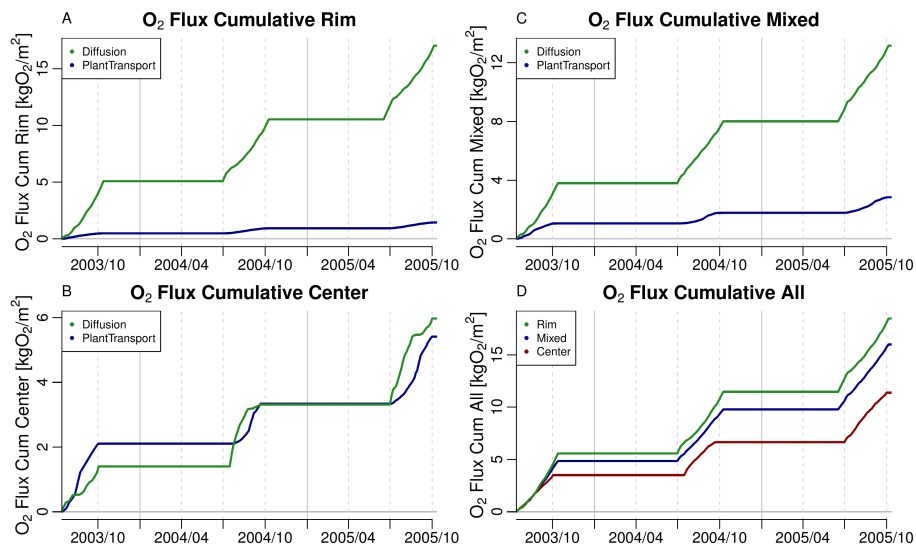 A
O₂ Flux Cumulative Rim
O₂ Flux Cum Rim [kgO₂/m²]
15
10
5
0
Diffusion
PlantTransport
2003/10 2004/04 2004/10 2005/04 2005/10
C
O₂ Flux Cumulative Mixed
O₂ Flux Cum Mixed [kgO₂/m²]
12
8
4
0
Diffusion
PlantTransport
2003/10 2004/04 2004/10 2005/04 2005/10
B
O₂ Flux Cumulative Center
O₂ Flux Cum Center [kgO₂/m²]
6
4
2
0
Diffusion
PlantTransport
2003/10 2004/04 2004/10 2005/04 2005/10
D
O₂ Flux Cumulative All
O₂ Flux Cum All [kgO₂/m²]
15
10
5
0
Rim
Mixed
Center
2003/10 2004/04 2004/10 2005/04 2005/10